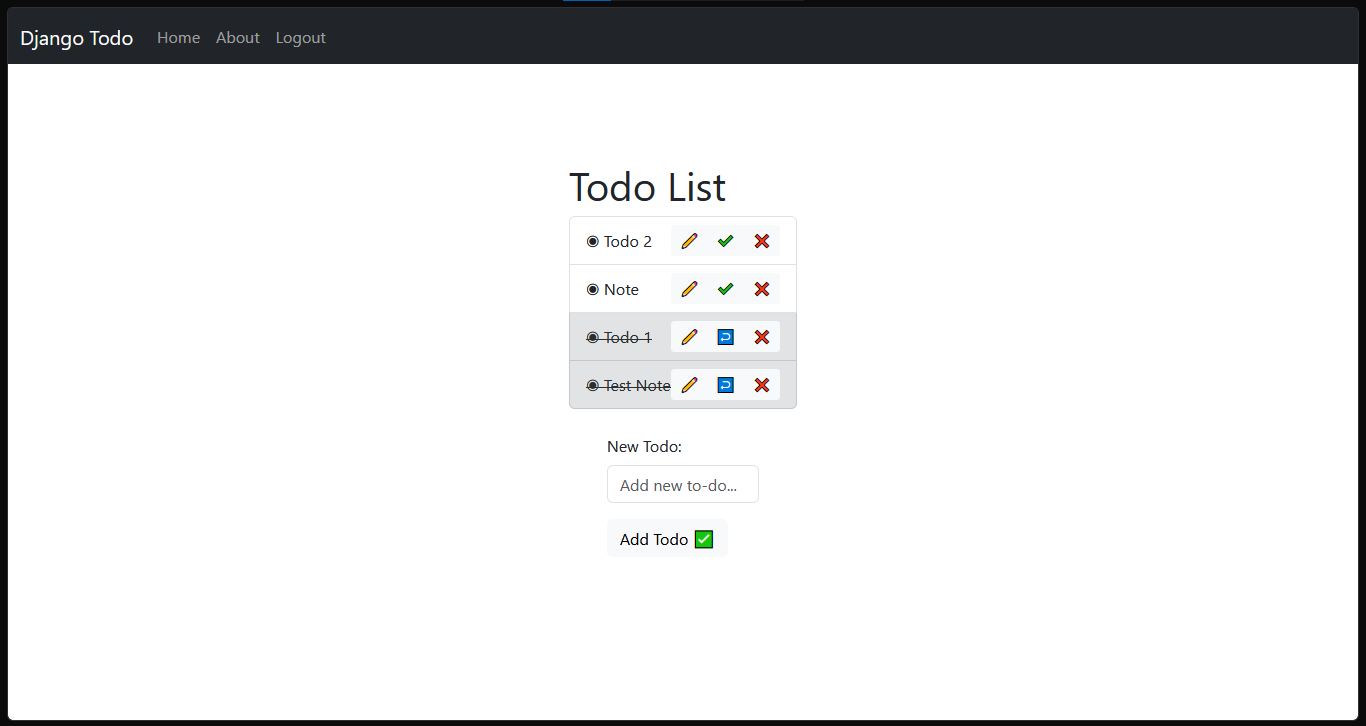 Django Todo Home About Logout
Todo List
◉ Todo 2
◉ Note
◉ Todo 1
◉ Test Note
New Todo:
Add new to-do...
Add Todo ✅